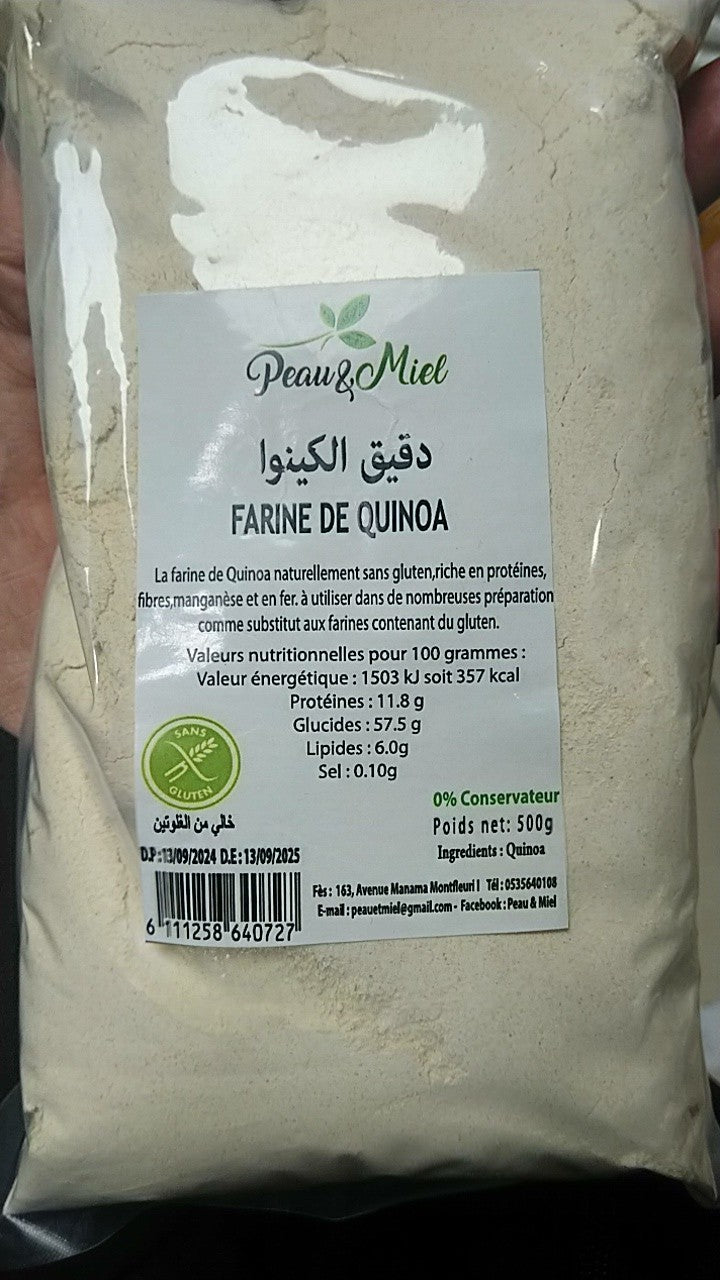 Peau&Miel
دقيق الكينوا
FARINE DE QUINOA
La farine de Quinoa naturellement sans gluten,riche en protéines,
fibres,manganèse et en fer. à utiliser dans de nombreuses préparation
comme substitut aux farines contenant du gluten.
Valeurs nutritionnelles pour 100 grammes :
Valeur énergétique : 1503 kJ soit 357 kcal
Protéines : 11.8 g
Glucides : 57.5 g
Lipides : 6.0g
Sel : 0.10g
SANS
GLUTEN
خالي من الغلوتين
D.P:13/09/2024 D.E:13/09/2025
6 111258 640727
0% Conservateur
Poids net: 500g
Ingredients : Quinoa
Fès : 163, Avenue Manama Montfleuri I Tél : 0535640108
E-mail : peauetmiel@gmail.com - Facebook : Peau & Miel